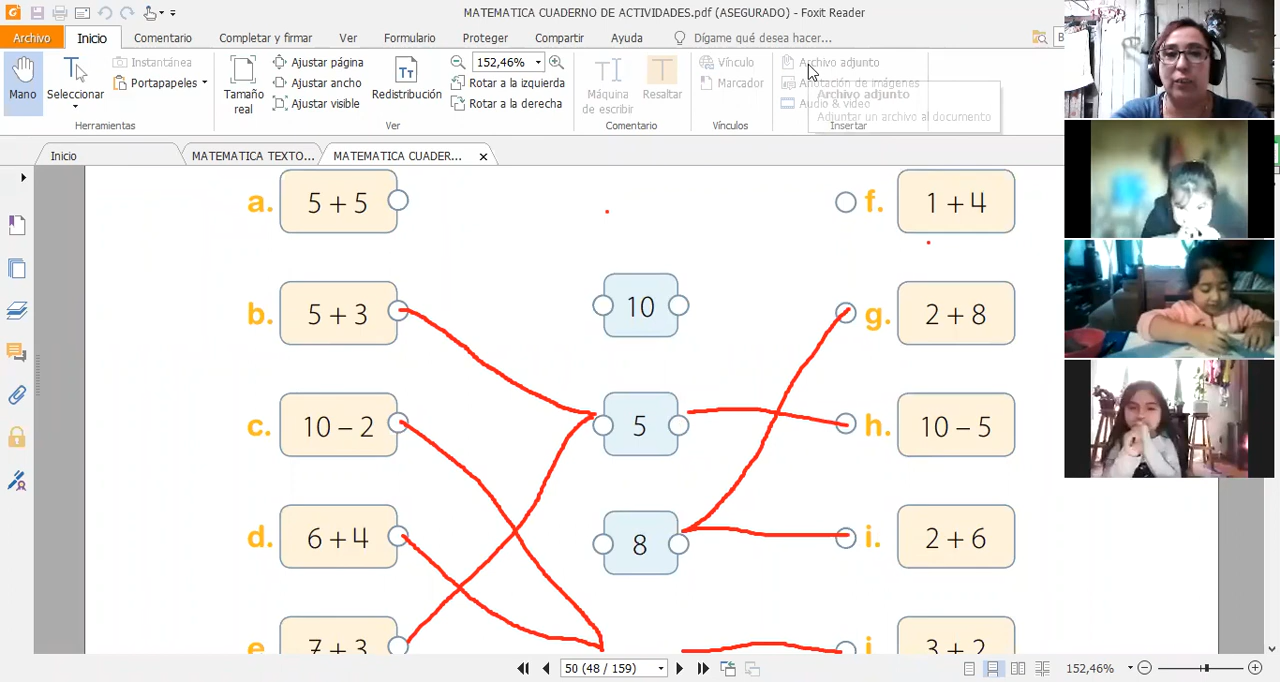 MATEMATICA CUADERNO DE ACTIVIDADES.pdf (ASEGURADO) - Foxit Reader
Archivo Inicio Comentario Completar y firmar Ver Formulario Proteger Compartir Ayuda Dígame qué desea hacer...
Mano
Seleccionar
Instantánea
Portapapeles
Herramientas
Tamaño real
Ajustar página
Ajustar ancho
Ajustar visible
Redistribución
152,46%
Rotar a la izquierda
Rotar a la derecha
Ver
Máquina de escribir
Resaltar
Comentario
Vínculo
Marcador
Vínculos
Archivo adjunto
Anotación de imágenes
Audio & video
Insertar
Archivo adjunto
Adjuntar un archivo al documento
Inicio MATEMATICA TEXTO... MATEMATICA CUADER...
a. 5 + 5
f. 1 + 4
10
b. 5 + 3
g. 2 + 8
5
c. 10 – 2
h. 10 – 5
8
d. 6 + 4
i. 2 + 6
e. 7 + 3
j. 3 + 2
50 (48 / 159)
152,46%